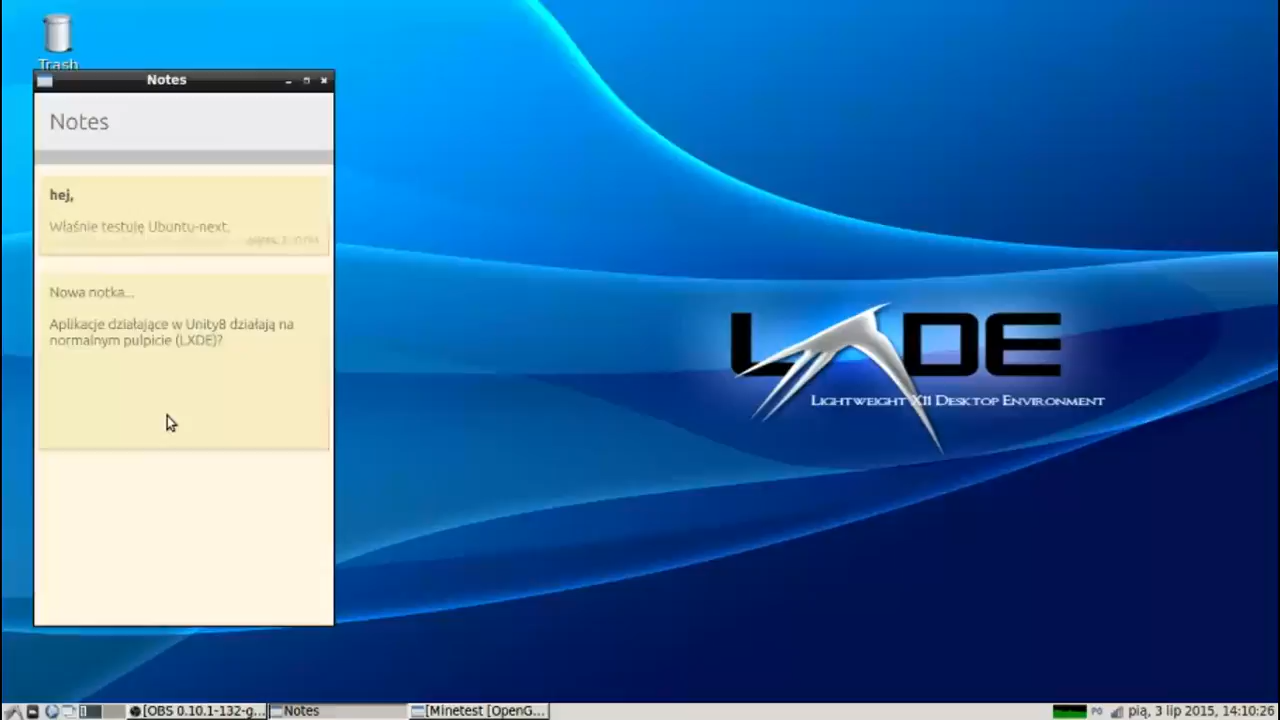 Trash
Notes
Notes
hej,
Właśnie testuję Ubuntu-next.
Nowa notka...
Aplikacje działające w Unity8 działają na
normalnym pulpicie (LXDE)?
LXDE
Lightweight X11 Desktop Environment
[OBS 0.10.1-132-g...
Notes
[Minetest [OpenG...
pią, 3 lip 2015, 14:10:26